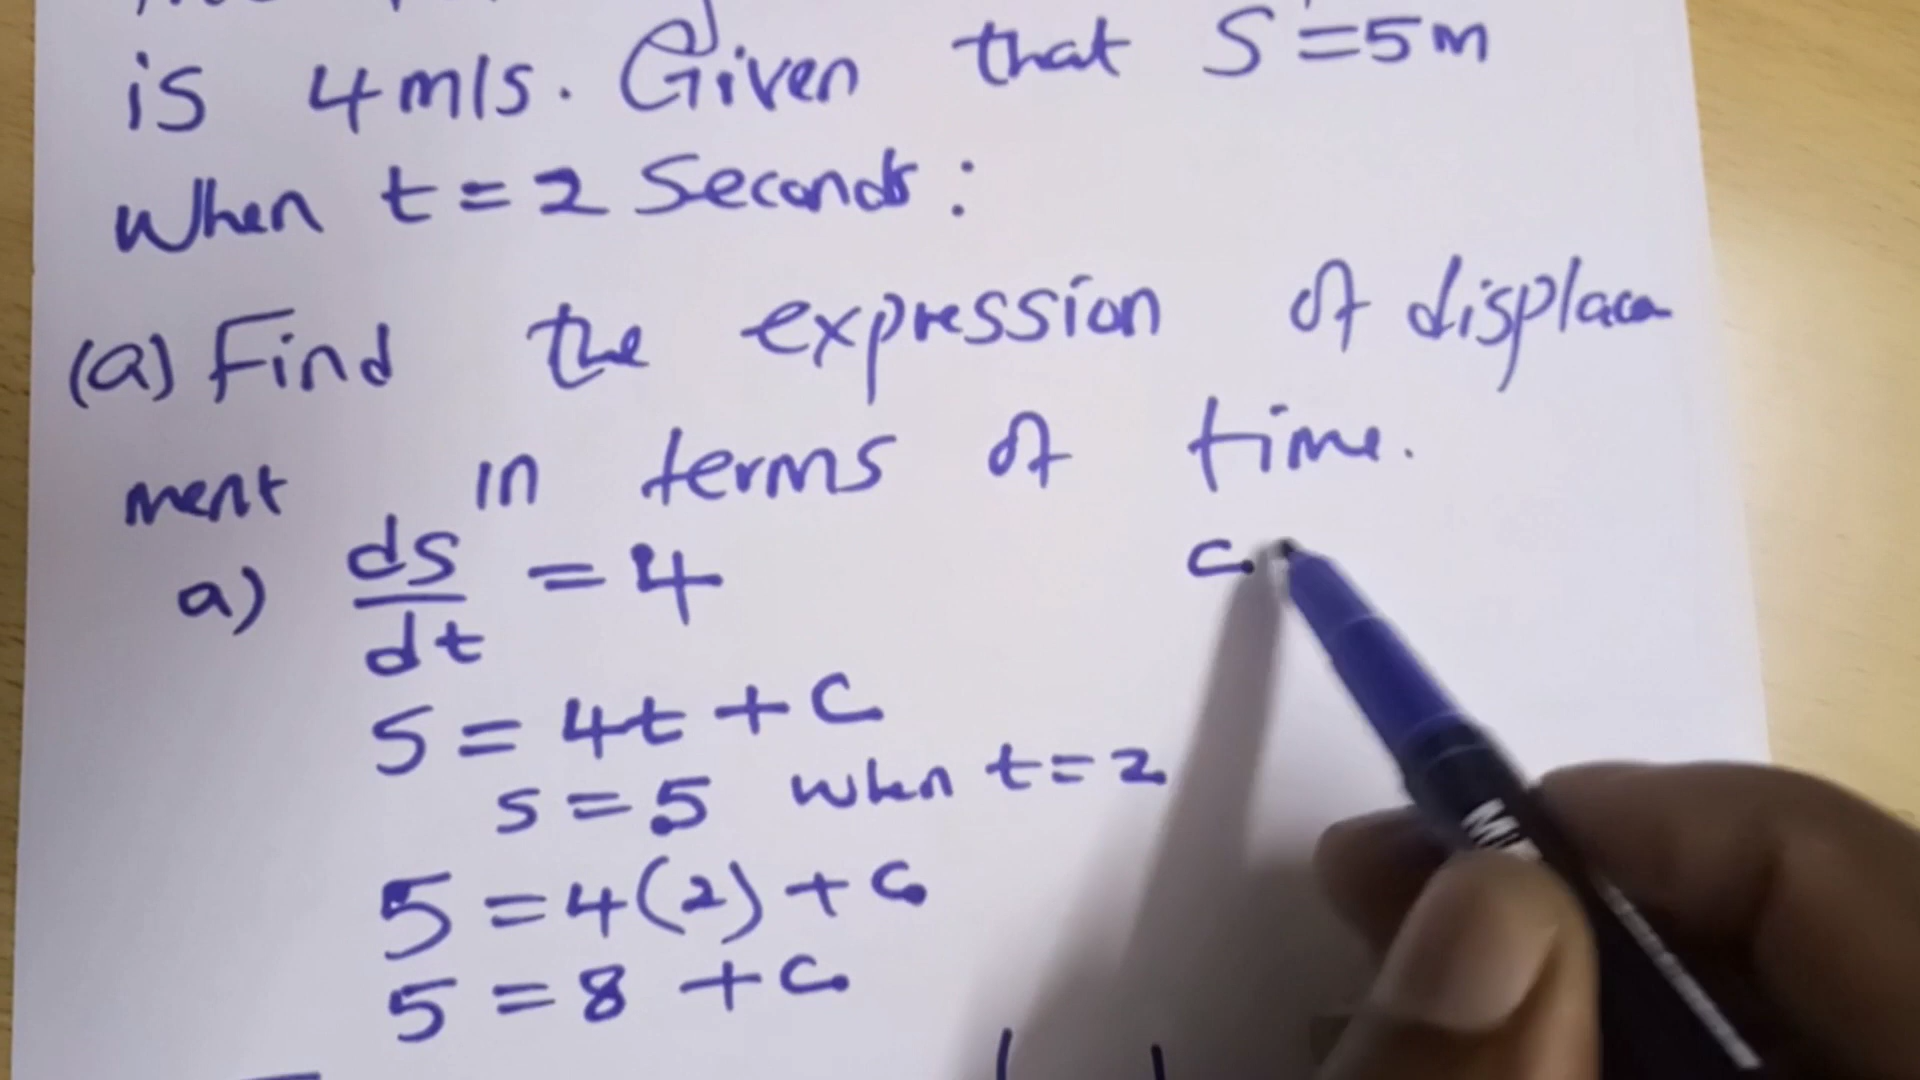 is 4m/s. Given that S=5m
when t=2 Seconds:
(a) Find the expression of displace
ment in terms of time.
a) ds/dt = 4
c
S = 4t + c
s = 5 when t=2
5 = 4(2) + c
5 = 8 + c